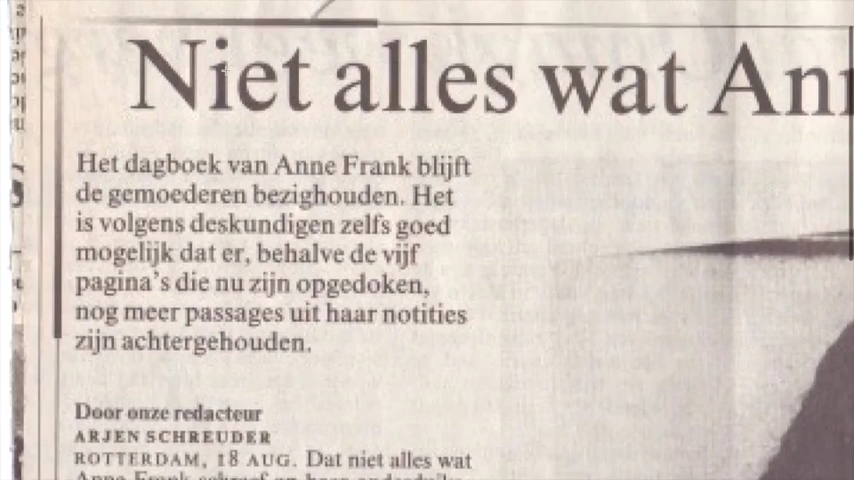 Niet alles wat Ann
Het dagboek van Anne Frank blijft
de gemoederen bezighouden. Het
is volgens deskundigen zelfs goed
mogelijk dat er, behalve de vijf
pagina's die nu zijn opgedoken,
nog meer passages uit haar notities
zijn achtergehouden.
Door onze redacteur
ARJEN SCHREUDER
ROTTERDAM, 18 AUG. Dat niet alles wat